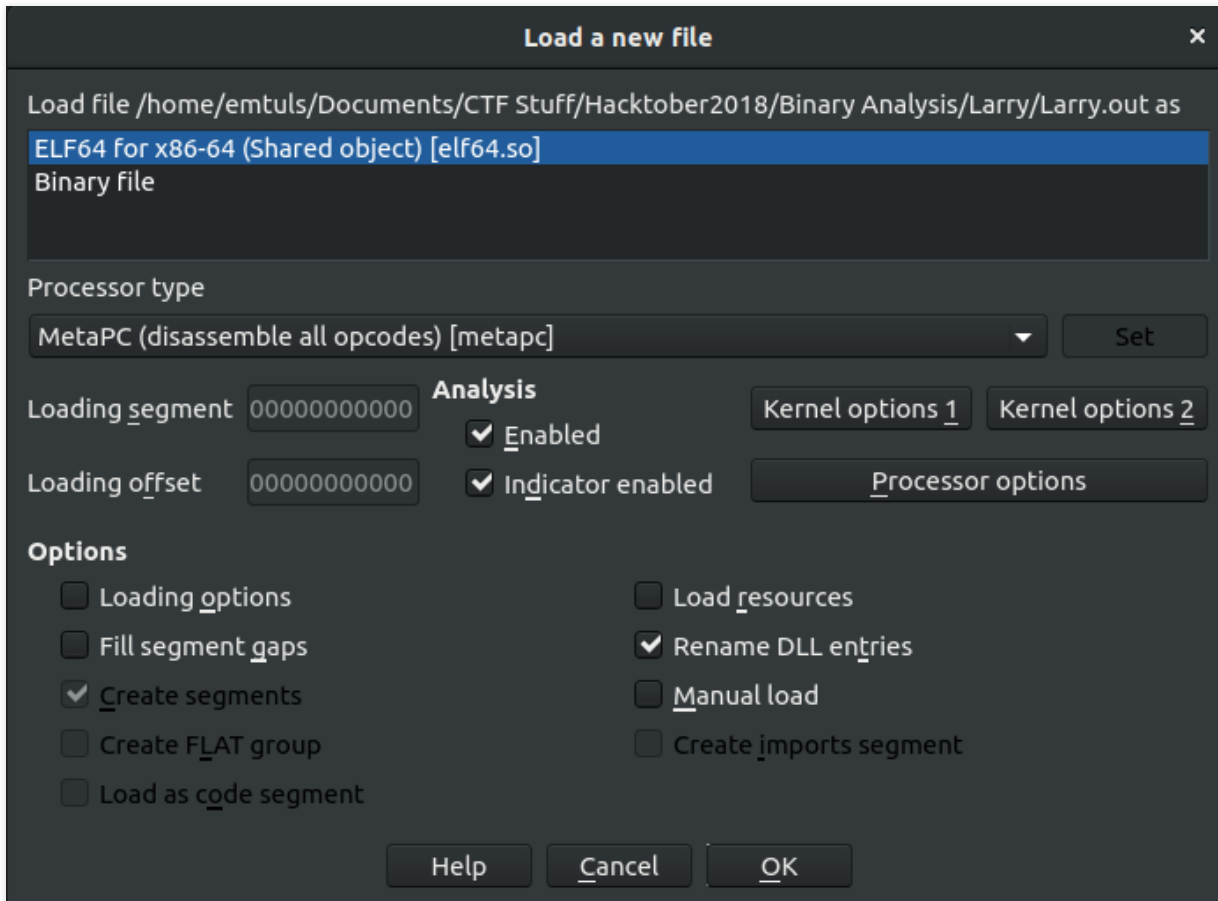 Load a new file ×
Load file /home/emtuls/Documents/CTF Stuff/Hacktober2018/Binary Analysis/Larry/Larry.out as
ELF64 for x86-64 (Shared object) [elf64.so]
Binary file
Processor type
MetaPC (disassemble all opcodes) [metapc] Set
Analysis
Loading segment 00000000000 Kernel options 1 Kernel options 2
Enabled
Loading offset 00000000000 Indicator enabled Processor options
Options
Loading options Load resources
Fill segment gaps Rename DLL entries
Create segments Manual load
Create FLAT group Create imports segment
Load as code segment
Help Cancel OK